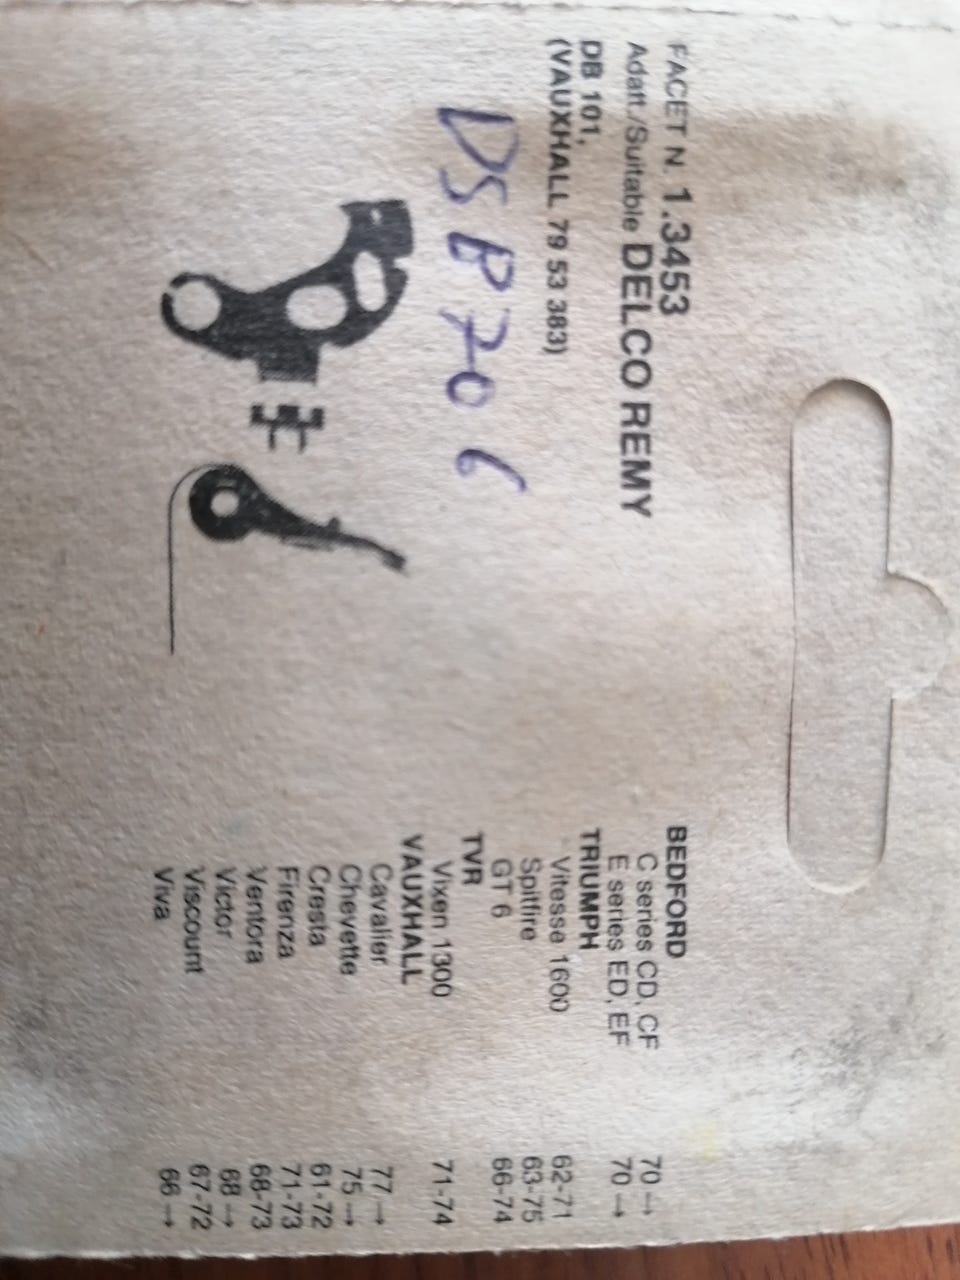 FACET N. 1.3453
Adatt./Suitable DELCO REMY
DB 101,
(VAUXHALL 79 53 383)
DSB706
BEDFORD
C series CD, CF 70→
E series ED, EF 70→
TRIUMPH
Vitesse 1600 62-71
Spitfire 63-75
GT6 66-74
TVR
Vixen 1300 71-74
VAUXHALL
Cavalier 77→
Chevette 75→
Cresta 61-72
Firenza 71-73
Ventora 68-73
Victor 68→
Viscount 67-72
Viva 66→